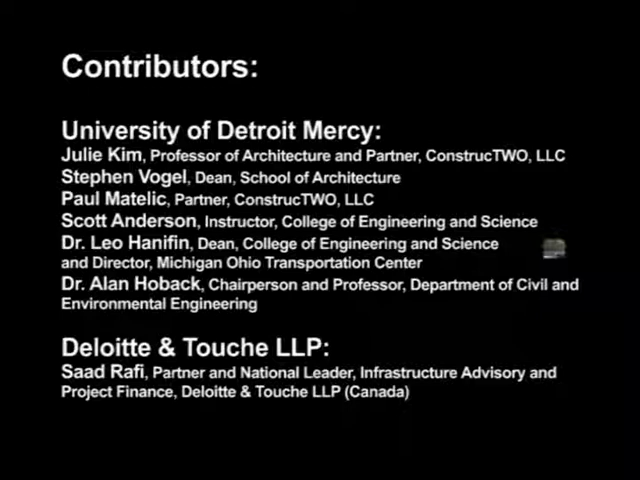 Contributors:
University of Detroit Mercy:
Julie Kim, Professor of Architecture and Partner, ConstrucTWO, LLC
Stephen Vogel, Dean, School of Architecture
Paul Matelic, Partner, ConstrucTWO, LLC
Scott Anderson, Instructor, College of Engineering and Science
Dr. Leo Hanifin, Dean, College of Engineering and Science
and Director, Michigan Ohio Transportation Center
Dr. Alan Hoback, Chairperson and Professor, Department of Civil and
Environmental Engineering
Deloitte & Touche LLP:
Saad Rafi, Partner and National Leader, Infrastructure Advisory and
Project Finance, Deloitte & Touche LLP (Canada)